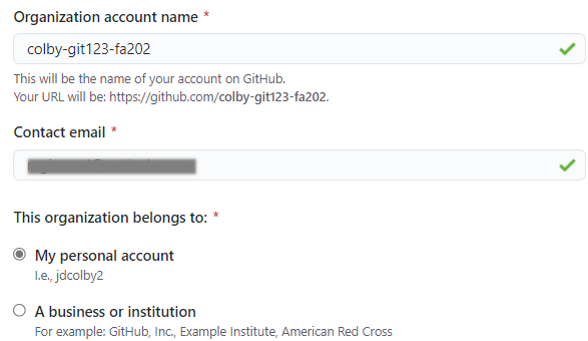 Organization account name *
colby-git123-fa202
This will be the name of your account on GitHub.
Your URL will be: https://github.com/colby-git123-fa202.
Contact email *
This organization belongs to: *
My personal account
I.e., jdcolby2
A business or institution
For example: GitHub, Inc., Example Institute, American Red Cross